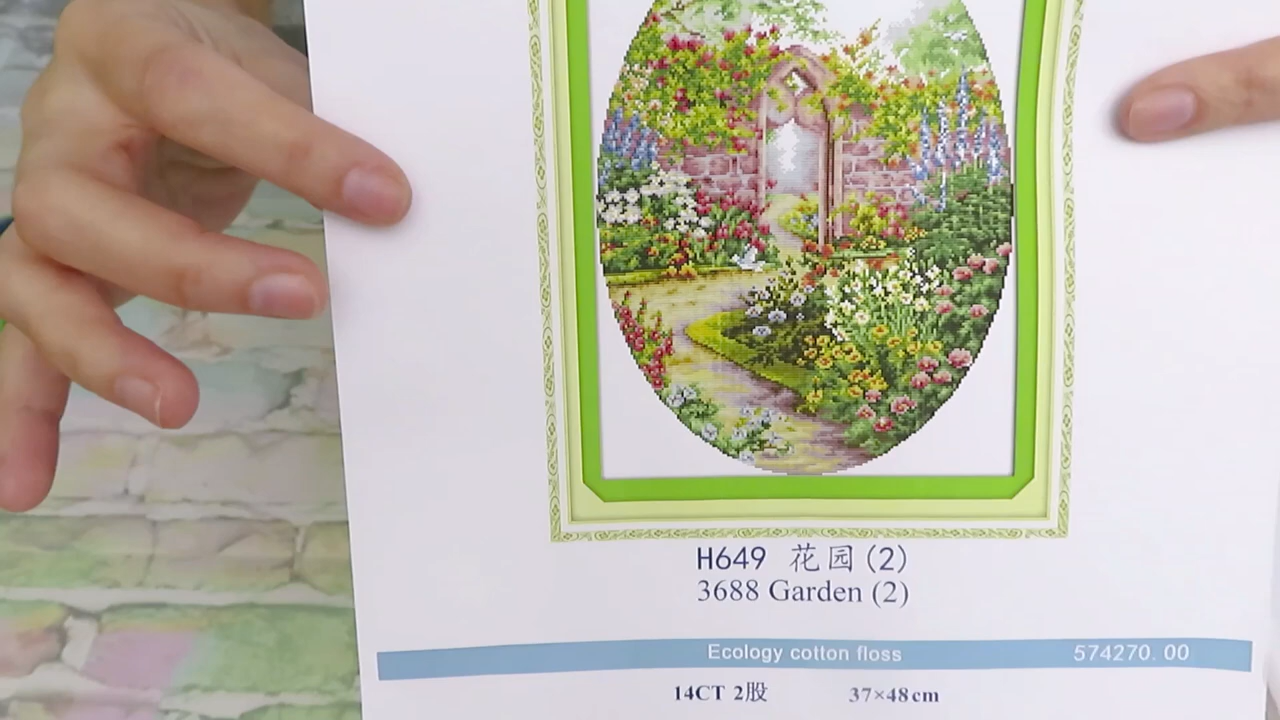 H649 花园(2)
3688 Garden (2)
Ecology cotton floss 574270.00
14CT 2股 37×48cm